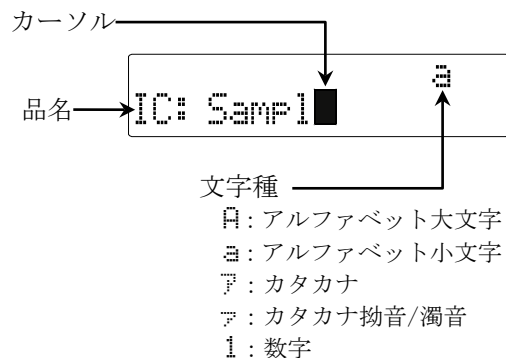 カーソル
a
品名
IC: Sampl
文字種
A：アルファベット大文字
a：アルファベット小文字
ア：カタカナ
ァ：カタカナ拗音/濁音
1：数字